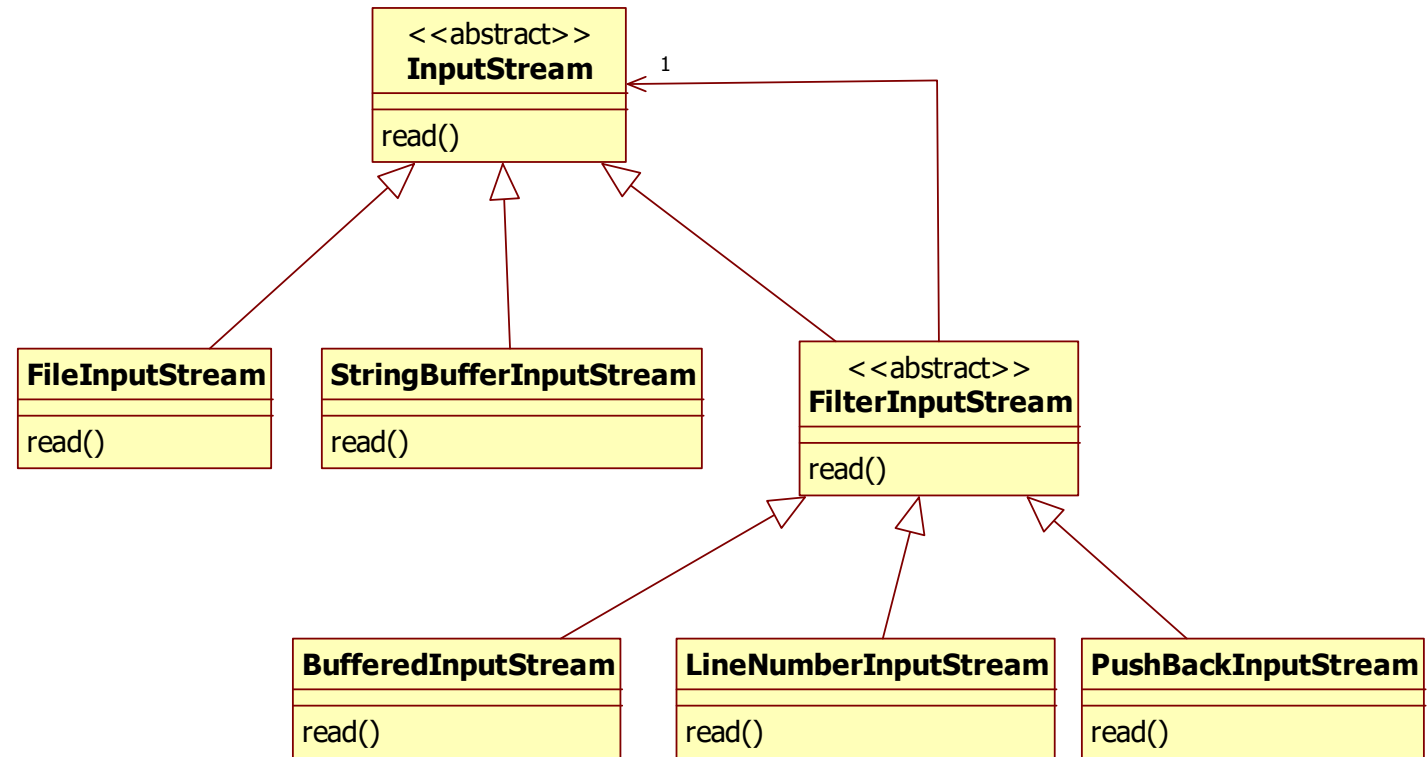 <<abstract>>
InputStream
1
read()
FileInputStream
read()
StringBufferInputStream
read()
<<abstract>>
FilterInputStream
read()
BufferedInputStream
read()
LineNumberInputStream
read()
PushBackInputStream
read()